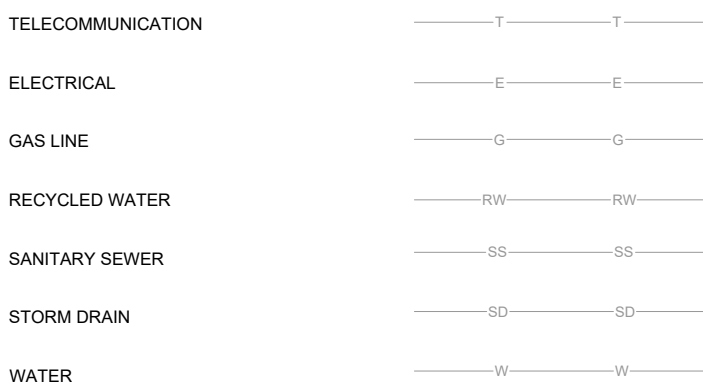 TELECOMMUNICATION T T
ELECTRICAL E E
GAS LINE G G
RECYCLED WATER RW RW
SANITARY SEWER SS SS
STORM DRAIN SD SD
WATER W W